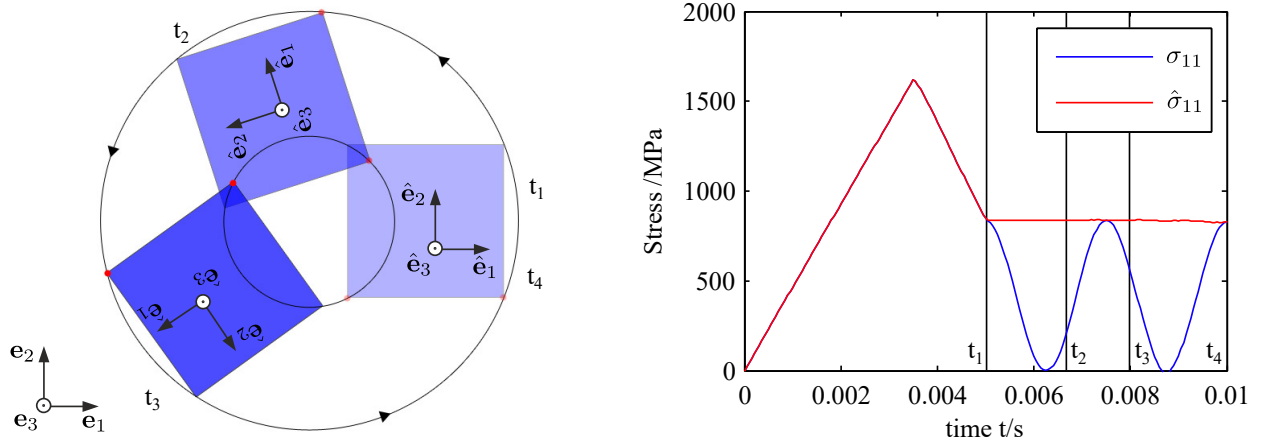 t₂
ê₁
ê₂
ê₃
t₁
ê₂
ê₃
ê₁
t₄
ê₃
ê₁
ê₂
e₂
e₃
e₁
t₃
2000
1500
1000
500
0
Stress /MPa
σ₁₁
σ̂₁₁
t₁
t₂
t₃
t₄
0
0.002
0.004
0.006
0.008
0.01
time t/s